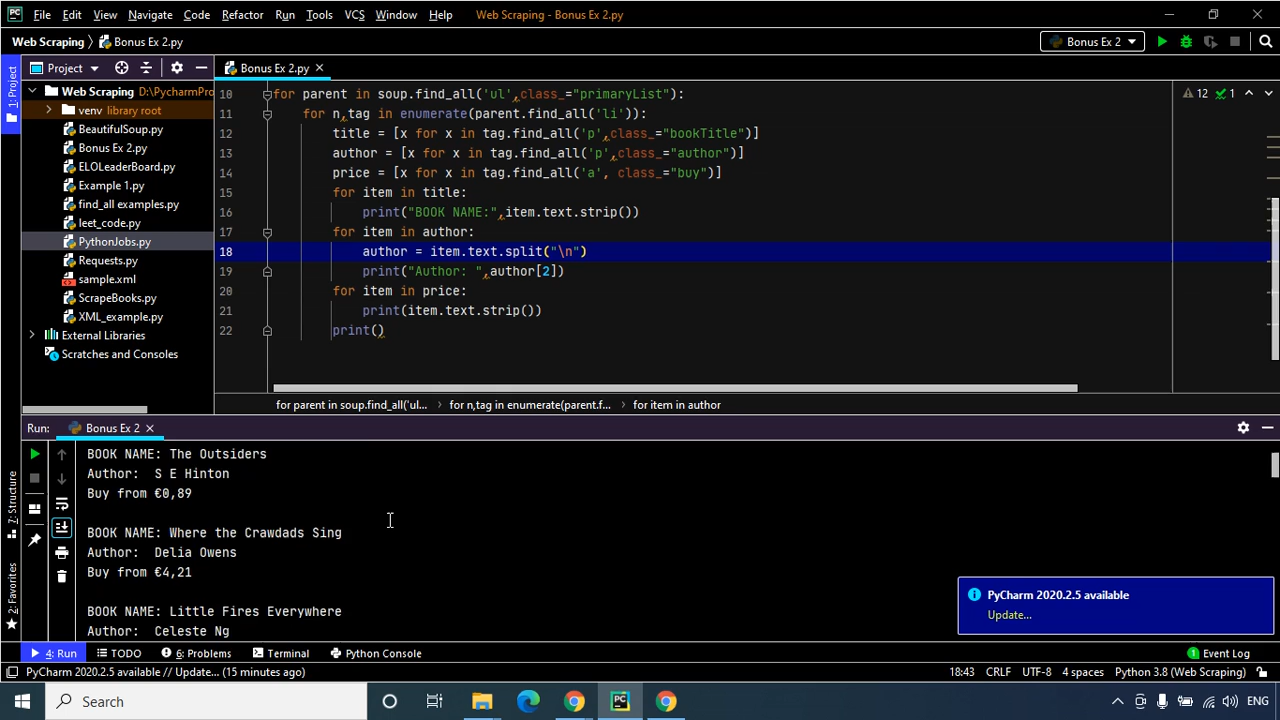 PC File Edit View Navigate Code Refactor Run Tools VCS Window Help Web Scraping - Bonus Ex 2.py
Web Scraping Bonus Ex 2.py Bonus Ex 2
1: Project
Project
Bonus Ex 2.py
Web Scraping D:\PycharmPro
venv library root
BeautifulSoup.py
Bonus Ex 2.py
ELOLeaderBoard.py
Example 1.py
find_all examples.py
leet_code.py
PythonJobs.py
Requests.py
sample.xml
ScrapeBooks.py
XML_example.py
External Libraries
Scratches and Consoles
12 1
10 for parent in soup.find_all('ul',class_="primaryList"):
11 for n,tag in enumerate(parent.find_all('li')):
12 title = [x for x in tag.find_all('p',class_="bookTitle")]
13 author = [x for x in tag.find_all('p',class_="author")]
14 price = [x for x in tag.find_all('a', class_="buy")]
15 for item in title:
16 print("BOOK NAME:",item.text.strip())
17 for item in author:
18 author = item.text.split("\n")
19 print("Author: ",author[2])
20 for item in price:
21 print(item.text.strip())
22 print()
for parent in soup.find_all('ul... for n,tag in enumerate(parent.f... for item in author
Run: Bonus Ex 2
BOOK NAME: The Outsiders
Author:  S E Hinton
Buy from €0,89
BOOK NAME: Where the Crawdads Sing
Author:  Delia Owens
Buy from €4,21
BOOK NAME: Little Fires Everywhere
Author:  Celeste Ng
7: Structure
2: Favorites
PyCharm 2020.2.5 available
Update...
4: Run TODO 6: Problems Terminal Python Console 1 Event Log
PyCharm 2020.2.5 available // Update... (15 minutes ago) 18:43 CRLF UTF-8 4 spaces Python 3.8 (Web Scraping)
Search PC ENG